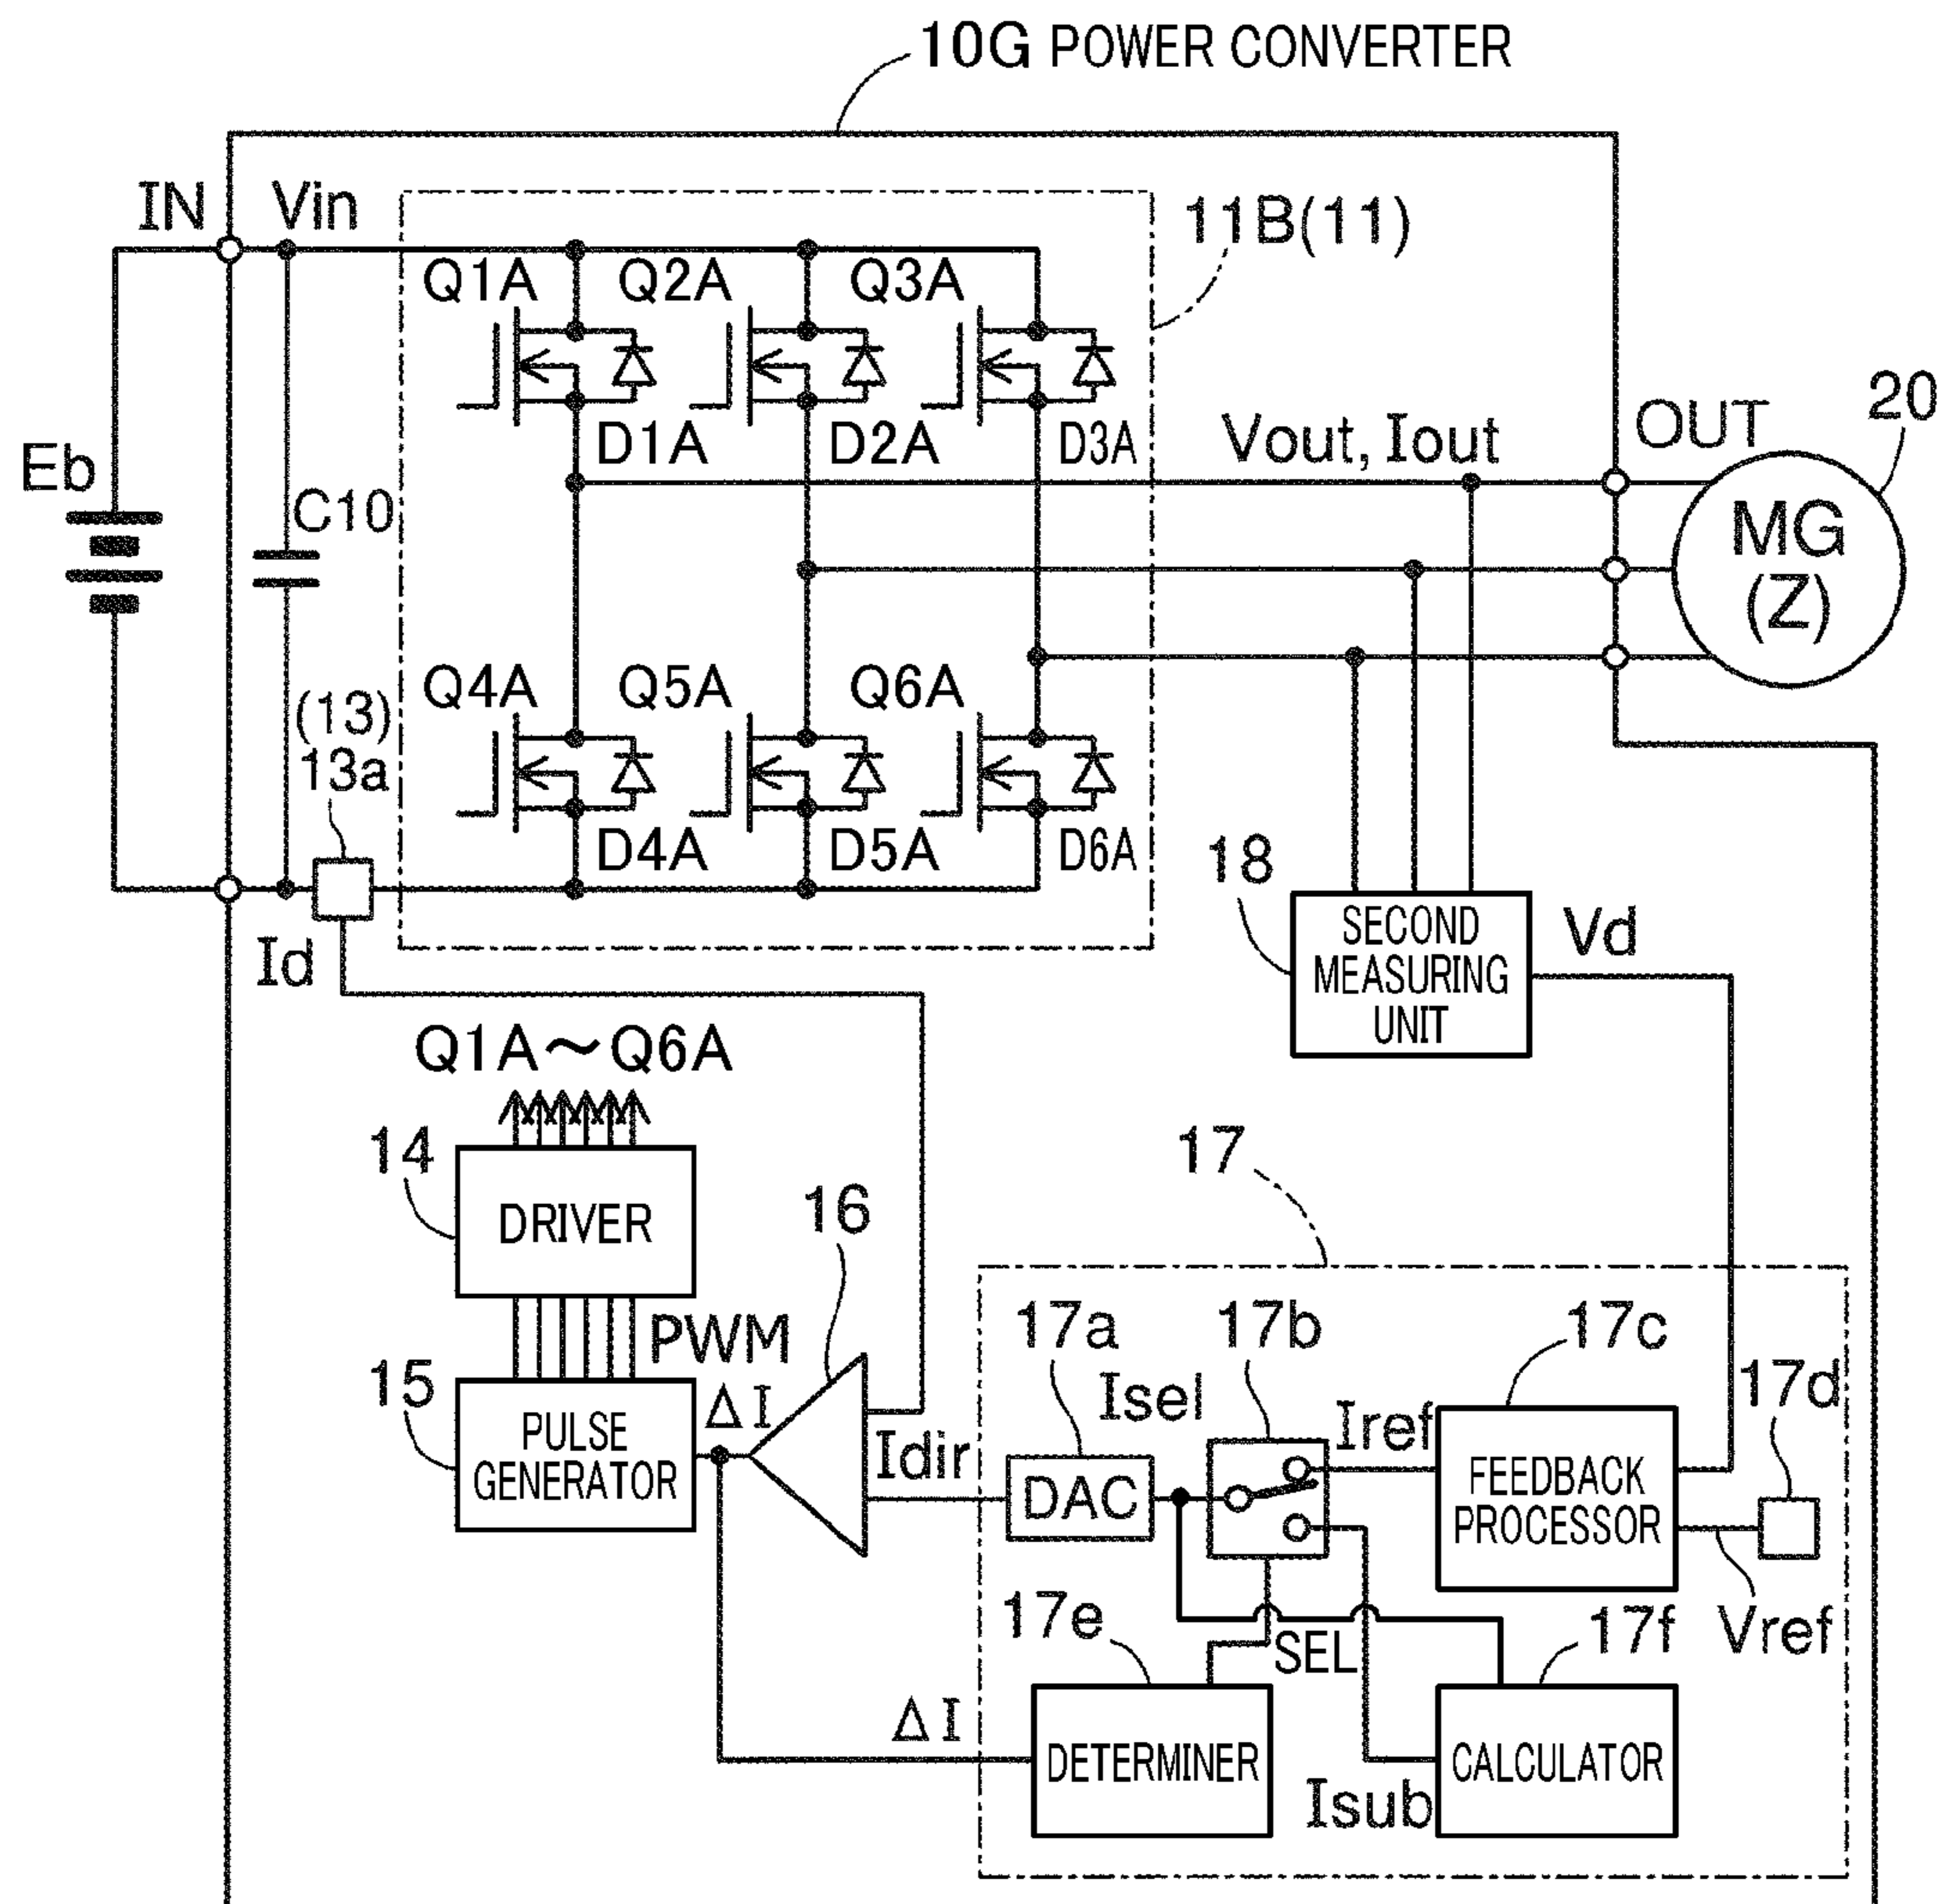 10G POWER CONVERTER
IN
Vin
11B(11)
Q1A
Q2A
Q3A
D1A
D2A
D3A
Vout, Iout
OUT
20
Eb
C10
MG
(Z)
Q4A
Q5A
Q6A
(13)
13a
D4A
D5A
D6A
18
Id
SECOND
MEASURING
UNIT
Vd
Q1A～Q6A
14
DRIVER
16
17
PWM
15
PULSE
GENERATOR
ΔI
Idir
17a
DAC
Isel
17b
Iref
17c
FEEDBACK
PROCESSOR
17d
Vref
17e
SEL
17f
ΔI
DETERMINER
Isub
CALCULATOR